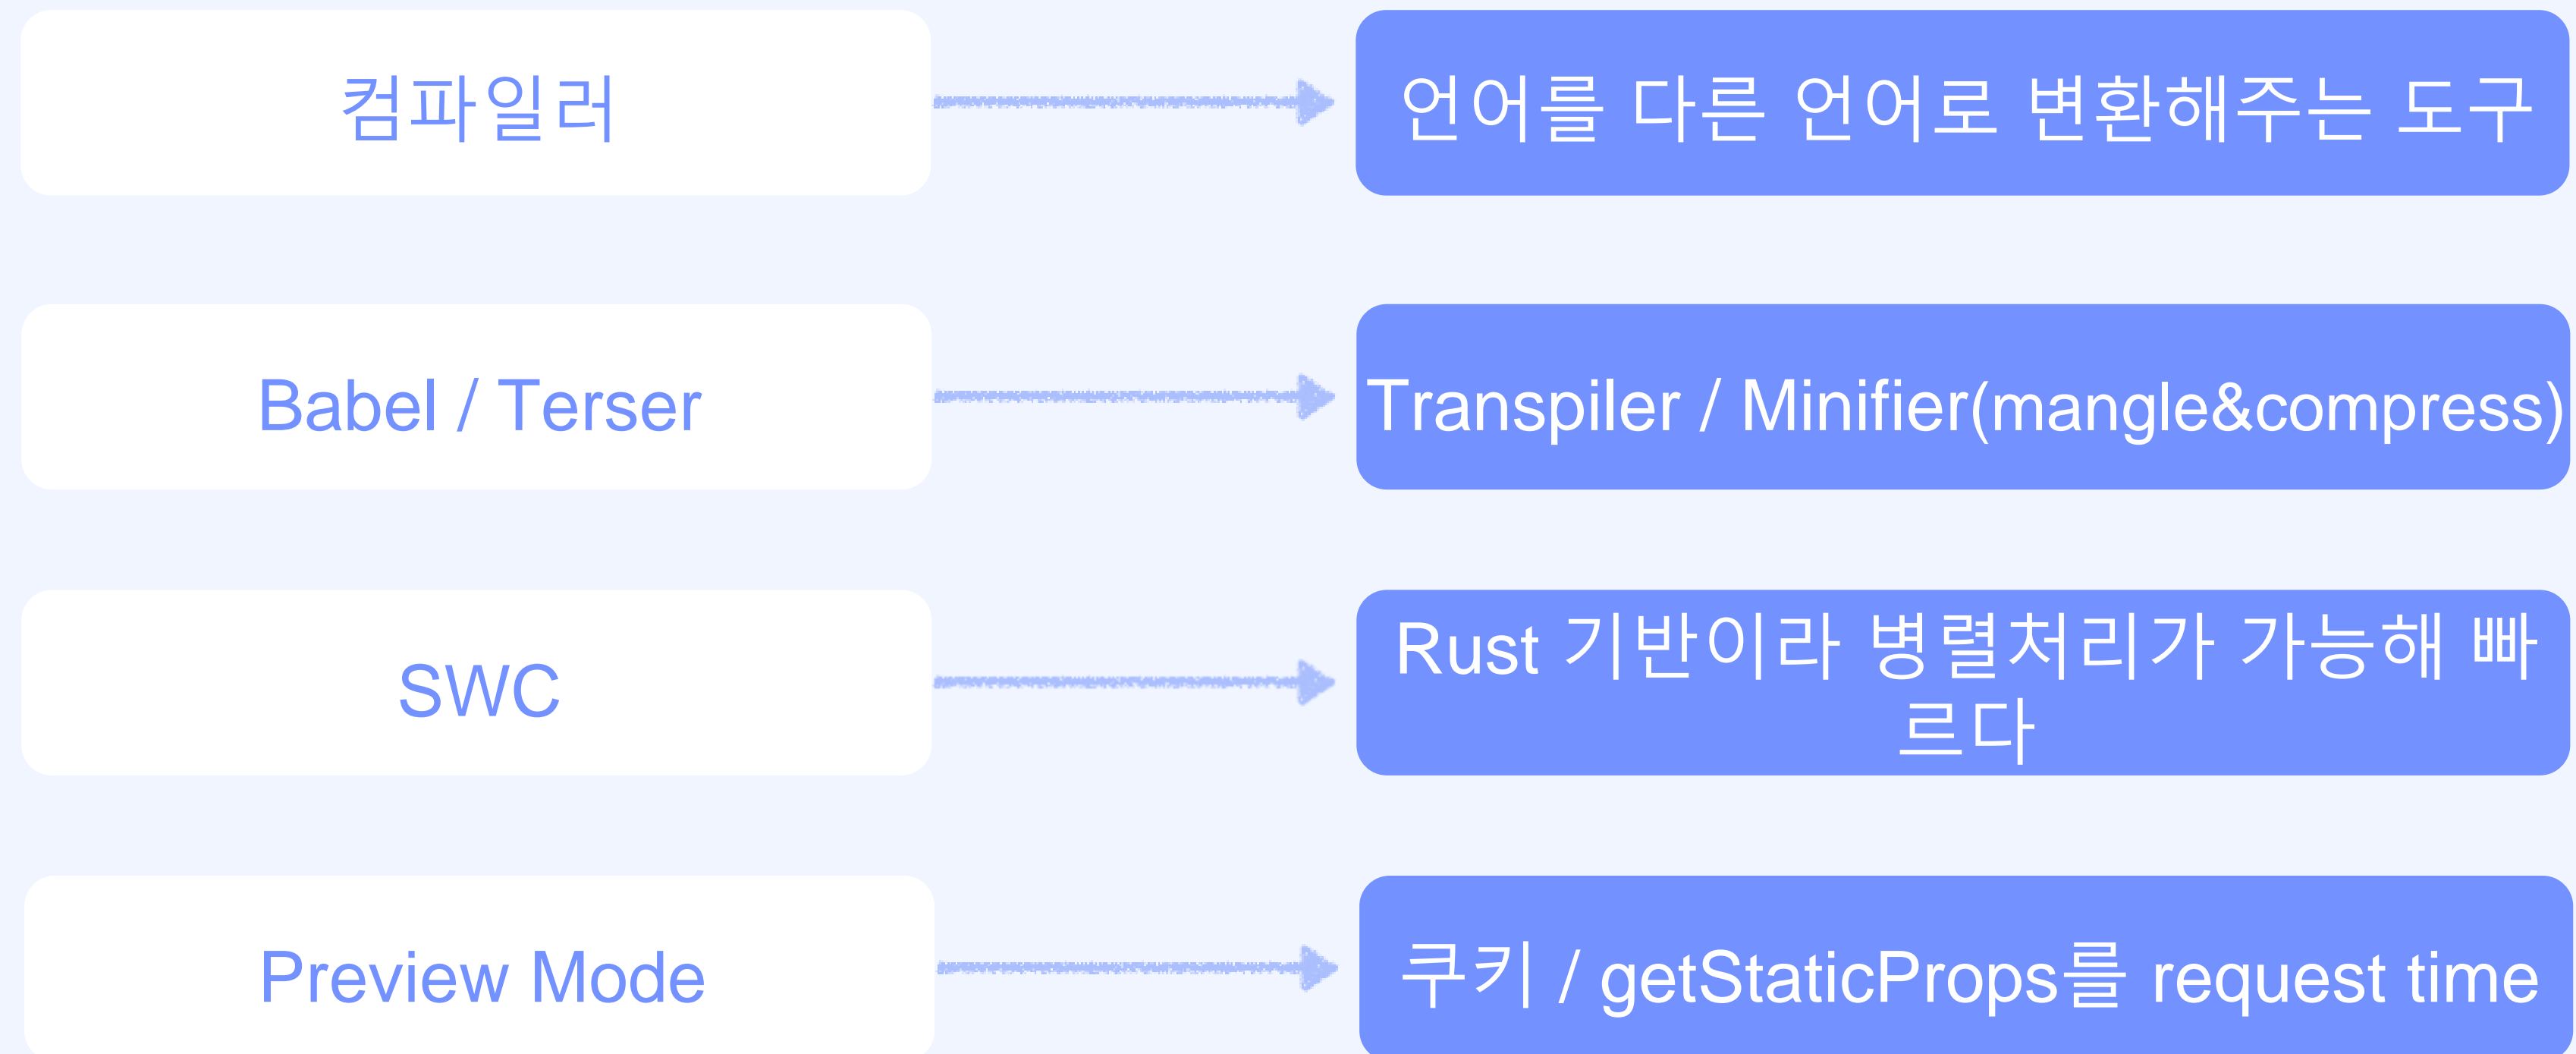 컴파일러
언어를 다른 언어로 변환해주는 도구
Babel / Terser
Transpiler / Minifier(mangle&compress)
SWC
Rust 기반이라 병렬처리가 가능해 빠
르다
Preview Mode
쿠키 / getStaticProps를 request time